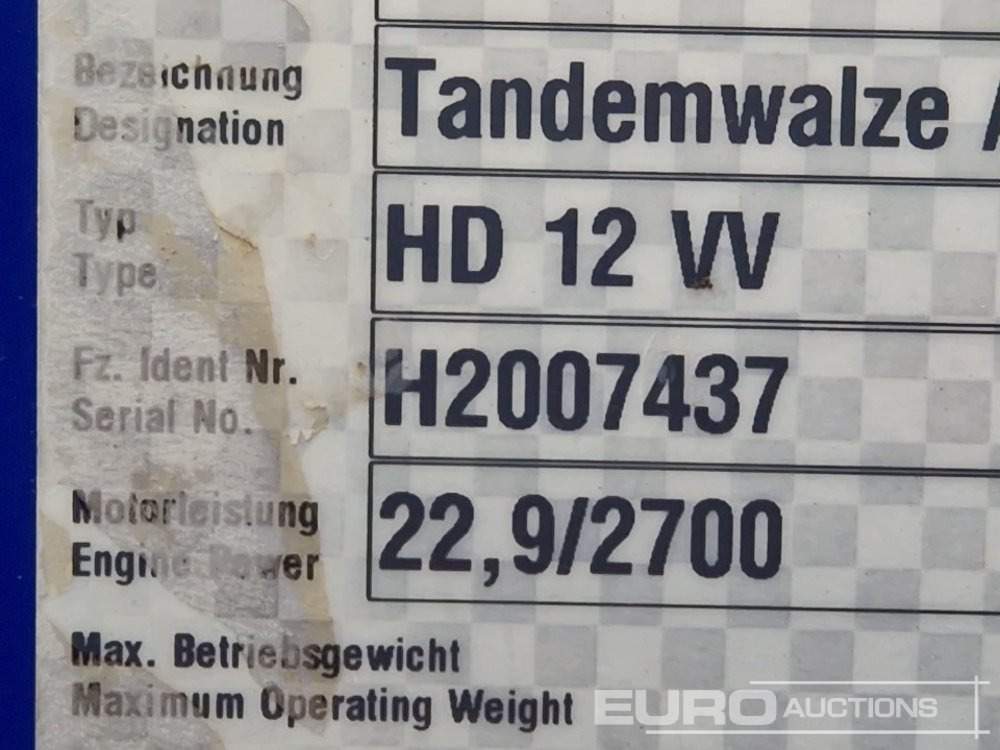 Bezeichnung
Designation
Tandemwalze
Typ
Type
HD 12 VV
Fz. Ident Nr.
Serial No.
H2007437
Motorleistung
Engine Power
22,9/2700
Max. Betriebsgewicht
Maximum Operating Weight
EURO AUCTIONS